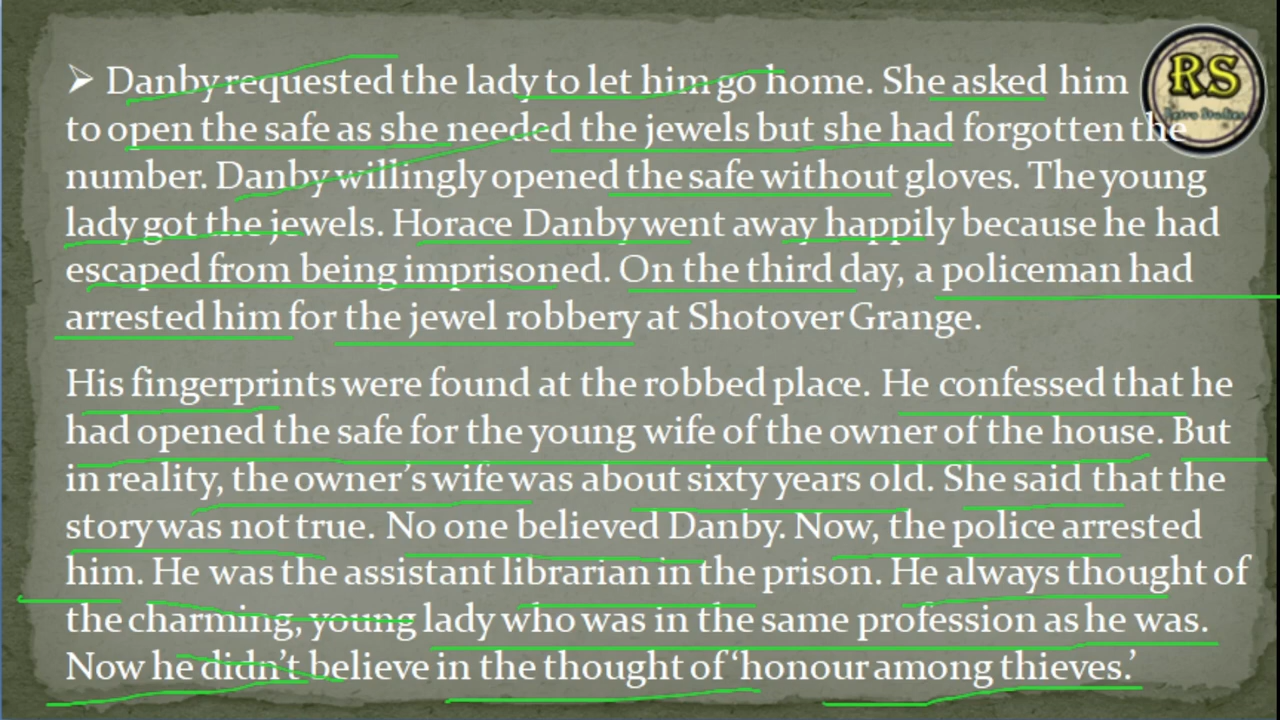 ➢ Danby requested the lady to let him go home. She asked him
to open the safe as she needed the jewels but she had forgotten the
number. Danby willingly opened the safe without gloves. The young
lady got the jewels. Horace Danby went away happily because he had
escaped from being imprisoned. On the third day, a policeman had
arrested him for the jewel robbery at Shotover Grange.
His fingerprints were found at the robbed place. He confessed that he
had opened the safe for the young wife of the owner of the house. But
in reality, the owner’s wife was about sixty years old. She said that the
story was not true. No one believed Danby. Now, the police arrested
him. He was the assistant librarian in the prison. He always thought of
the charming, young lady who was in the same profession as he was.
Now he didn’t believe in the thought of ‘honour among thieves.’
RS